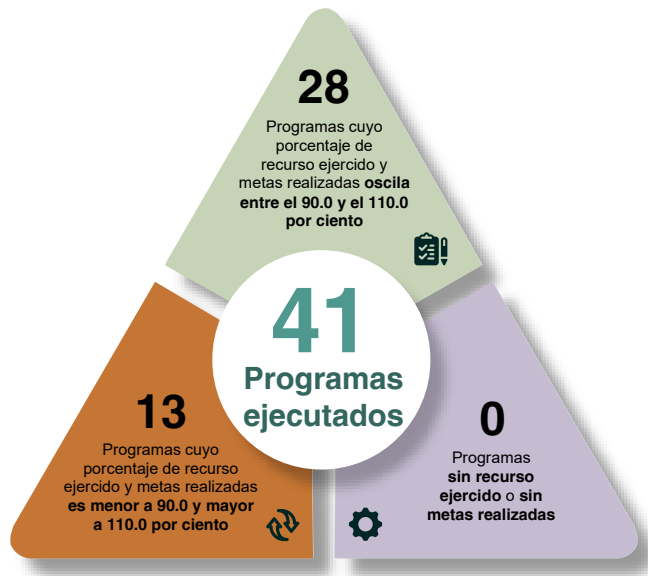 28
Programas cuyo
porcentaje de
recurso ejercido y
metas realizadas oscila
entre el 90.0 y el 110.0
por ciento
41
Programas
ejecutados
13
Programas cuyo
porcentaje de recurso
ejercido y metas realizadas
es menor a 90.0 y mayor
a 110.0 por ciento
0
Programas
sin recurso
ejercido o sin
metas realizadas